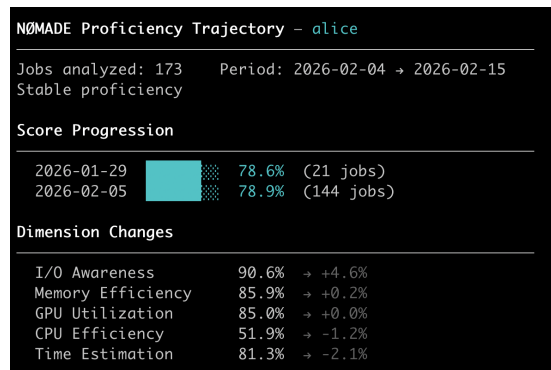 NØMADE Proficiency Trajectory — alice
Jobs analyzed: 173    Period: 2026-02-04 → 2026-02-15
Stable proficiency
Score Progression
2026-01-29 78.6% (21 jobs)
2026-02-05 78.9% (144 jobs)
Dimension Changes
I/O Awareness 90.6% → +4.6%
Memory Efficiency 85.9% → +0.2%
GPU Utilization 85.0% → +0.0%
CPU Efficiency 51.9% → -1.2%
Time Estimation 81.3% → -2.1%